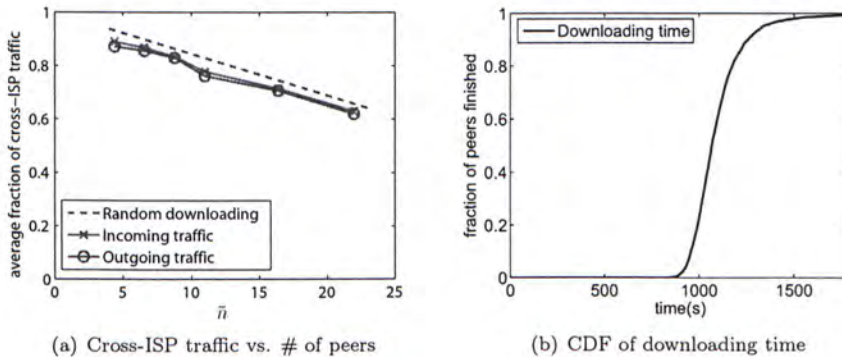 average fraction of cross-ISP traffic
1
0.8
0.6
0.4
0.2
0
Random downloading
Incoming traffic
Outgoing traffic
0 5 10 15 20 25
ñ
(a) Cross-ISP traffic vs. # of peers
fraction of peers finished
1
0.8
0.6
0.4
0.2
0
Downloading time
0 500 1000 1500
time(s)
(b) CDF of downloading time